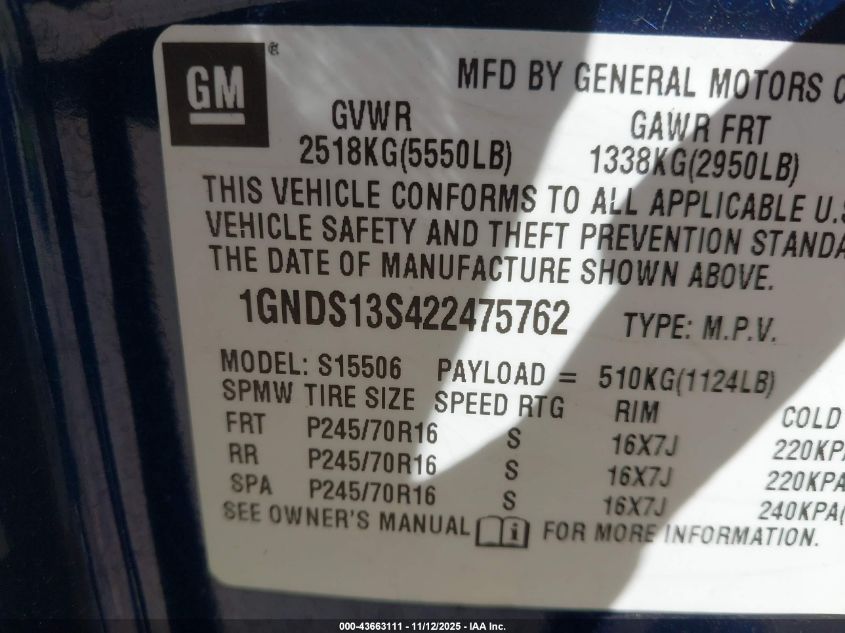 GM ®
MFD BY GENERAL MOTORS
GVWR GAWR FRT
2518KG(5550LB) 1338KG(2950LB)
THIS VEHICLE CONFORMS TO ALL APPLICABLE U.S
VEHICLE SAFETY AND THEFT PREVENTION STANDA
THE DATE OF MANUFACTURE SHOWN ABOVE.
1GNDS13S422475762 TYPE: M.P.V.
MODEL: S15506 PAYLOAD = 510KG(1124LB)
SPMW TIRE SIZE SPEED RTG RIM COLD
FRT P245/70R16 S 16X7J 220KPA
RR P245/70R16 S 16X7J 220KPA
SPA P245/70R16 S 16X7J 240KPA(
SEE OWNER'S MANUAL i FOR MORE INFORMATION.
000-43663111 - 11/12/2025 - IAA Inc.